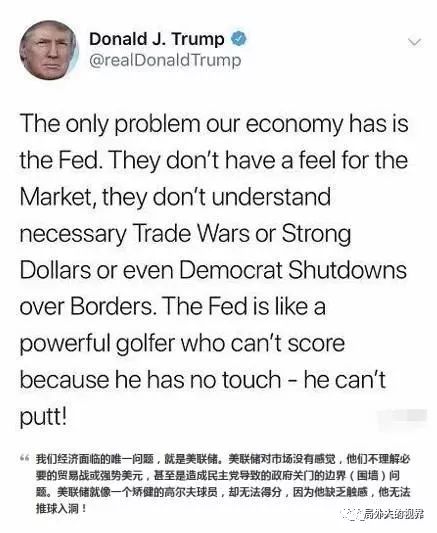 Donald J. Trump
@realDonaldTrump
The only problem our economy has is
the Fed. They don’t have a feel for the
Market, they don’t understand
necessary Trade Wars or Strong
Dollars or even Democrat Shutdowns
over Borders. The Fed is like a
powerful golfer who can’t score
because he has no touch - he can’t
putt!
“ 我们经济面临的唯一问题，就是美联储。美联储对市场没有感觉，他们不理解必
要的贸易战或强势美元，甚至是造成民主党导致的政府关门的边界（围墙）问
题。美联储就像一个矫健的高尔夫球员，却无法得分，因为他缺乏触感，他无法
推球入洞！
局外人的视界